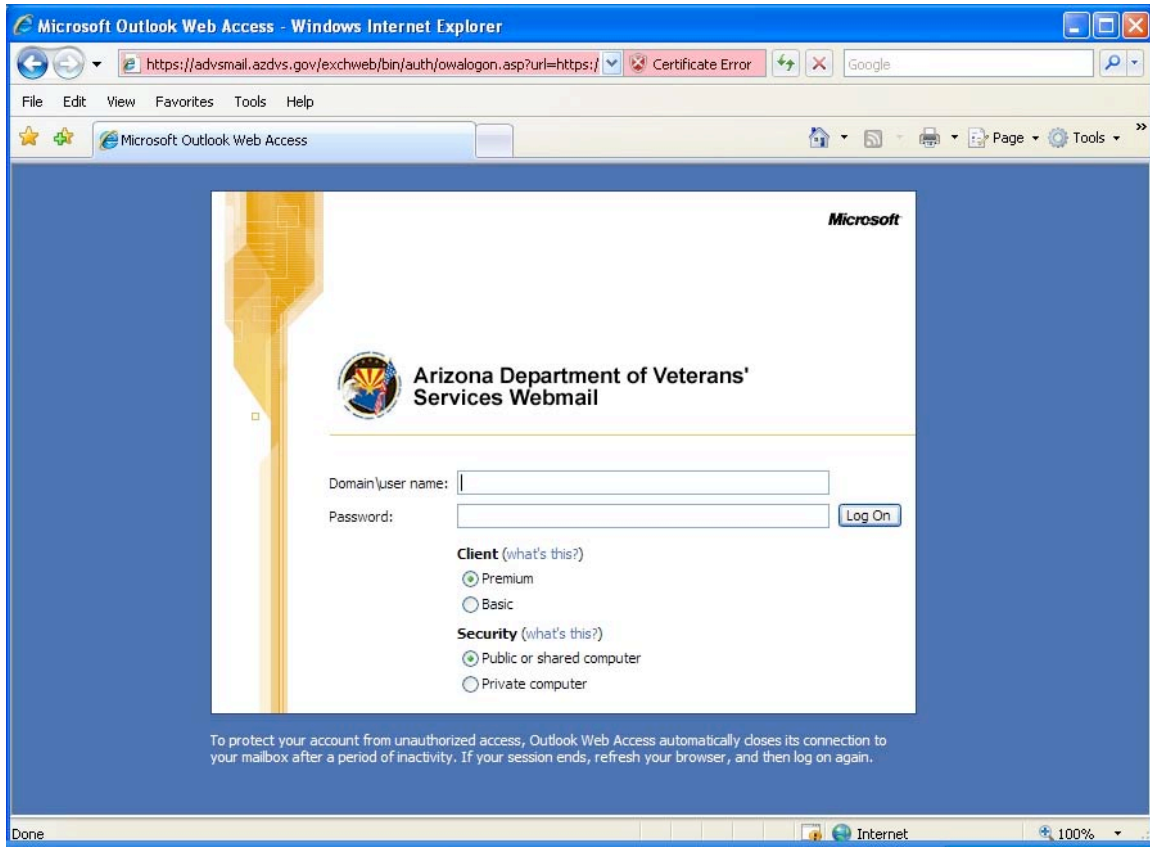 Microsoft Outlook Web Access - Windows Internet Explorer
https://advsmail.azdvs.gov/exchweb/bin/auth/owalogon.asp?url=https:/ Certificate Error Google
File Edit View Favorites Tools Help
Microsoft Outlook Web Access Page Tools »
Microsoft
Arizona Department of Veterans'
Services Webmail
Domain\user name:
Password: Log On
Client (what's this?)
Premium
Basic
Security (what's this?)
Public or shared computer
Private computer
To protect your account from unauthorized access, Outlook Web Access automatically closes its connection to
your mailbox after a period of inactivity. If your session ends, refresh your browser, and then log on again.
Done Internet 100%